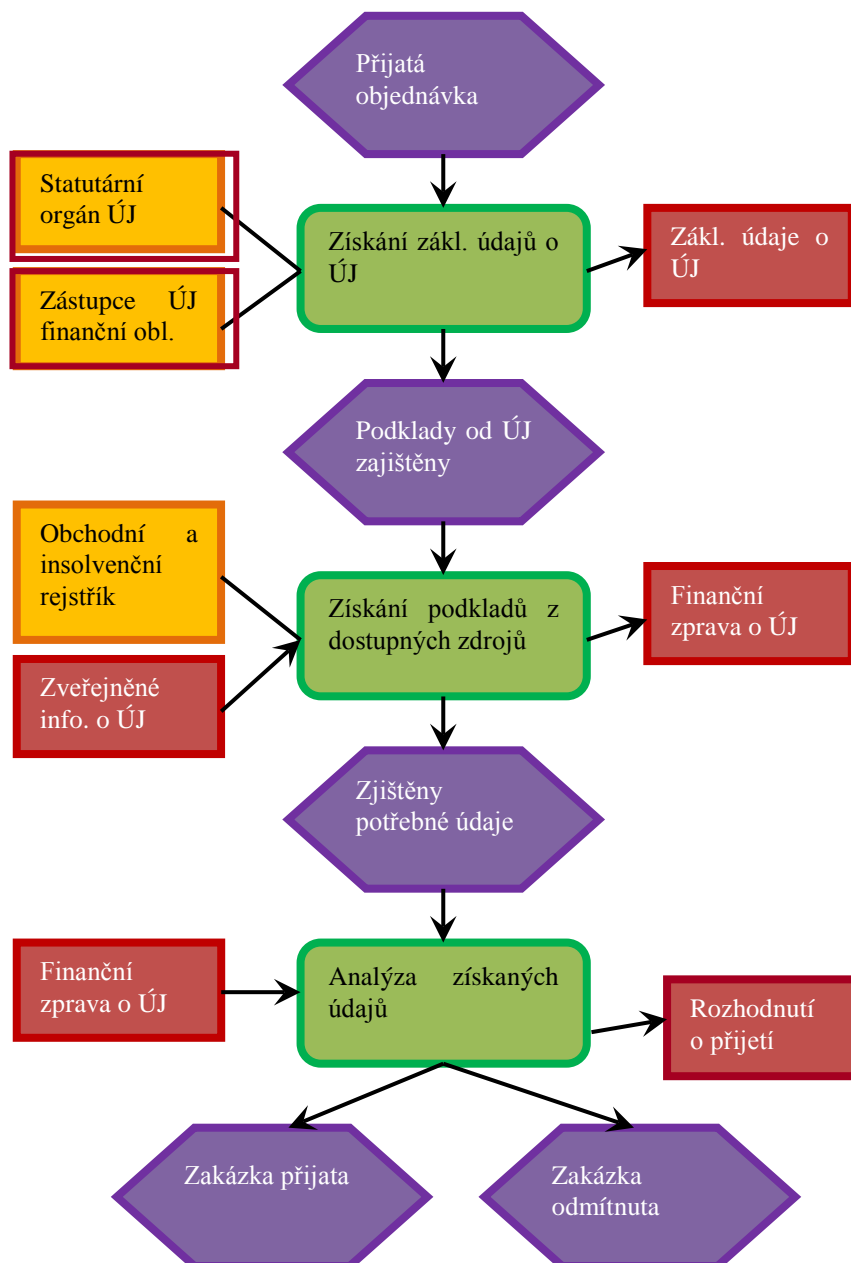 Přijatá
objednávka
Statutární
orgán ÚJ
Získání zákl. údajů o
ÚJ
Zákl. údaje o
ÚJ
Zástupce ÚJ
finanční obl.
Podklady od ÚJ
zajištěny
Obchodní a
insolvenční
rejstřík
Získání podkladů z
dostupných zdrojů
Finanční
zprava o ÚJ
Zveřejněné
info. o ÚJ
Zjištěny
potřebné údaje
Finanční
zprava o ÚJ
Analýza získaných
údajů
Rozhodnutí
o přijetí
Zakázka přijata
Zakázka
odmítnuta